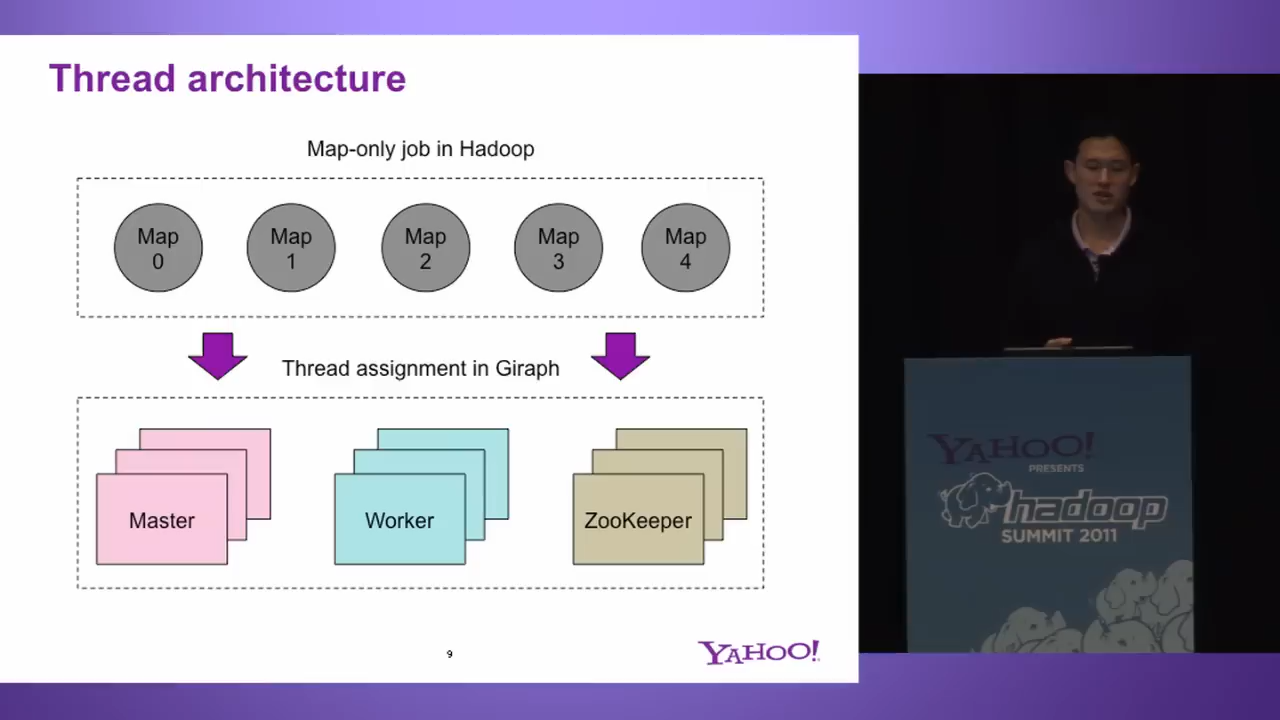 Thread architecture
Map-only job in Hadoop
Map
0
Map
1
Map
2
Map
3
Map
4
Thread assignment in Giraph
Master
Worker
ZooKeeper
9
YAHOO!
YAHOO!
PRESENTS
hadoop
SUMMIT 2011